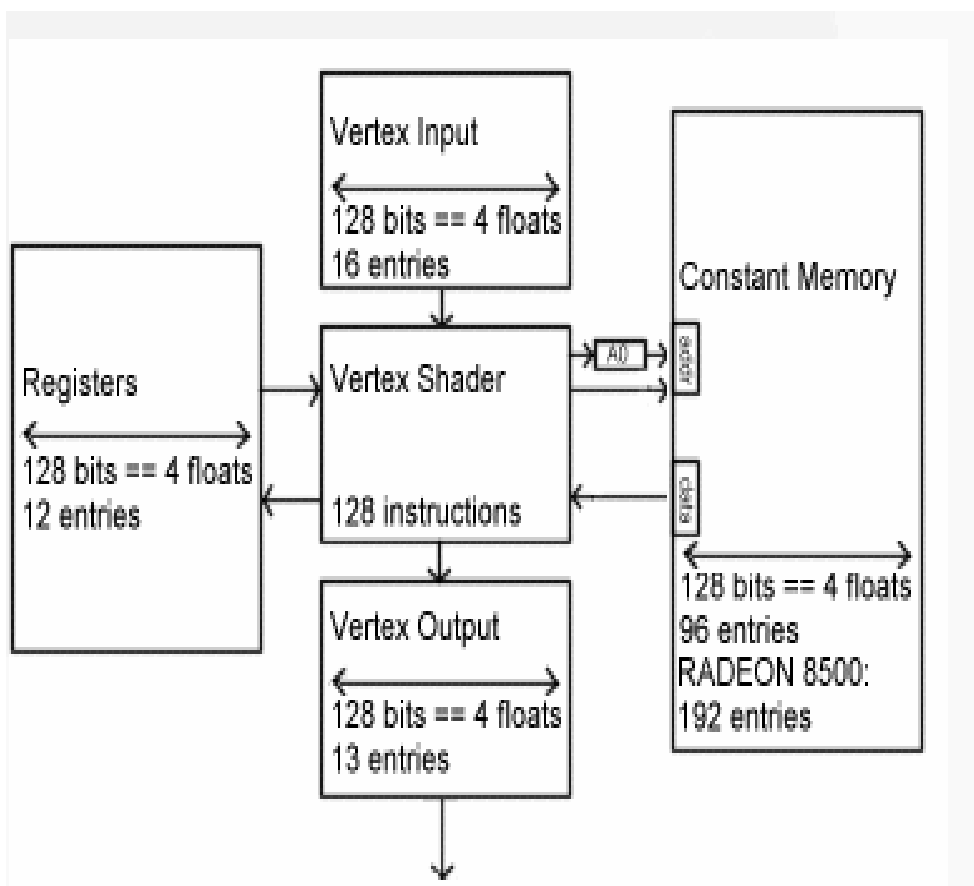 Vertex Input
128 bits == 4 floats
16 entries
Registers
128 bits == 4 floats
12 entries
Vertex Shader
128 instructions
A0
addr
data
Constant Memory
128 bits == 4 floats
96 entries
RADEON 8500:
192 entries
Vertex Output
128 bits == 4 floats
13 entries